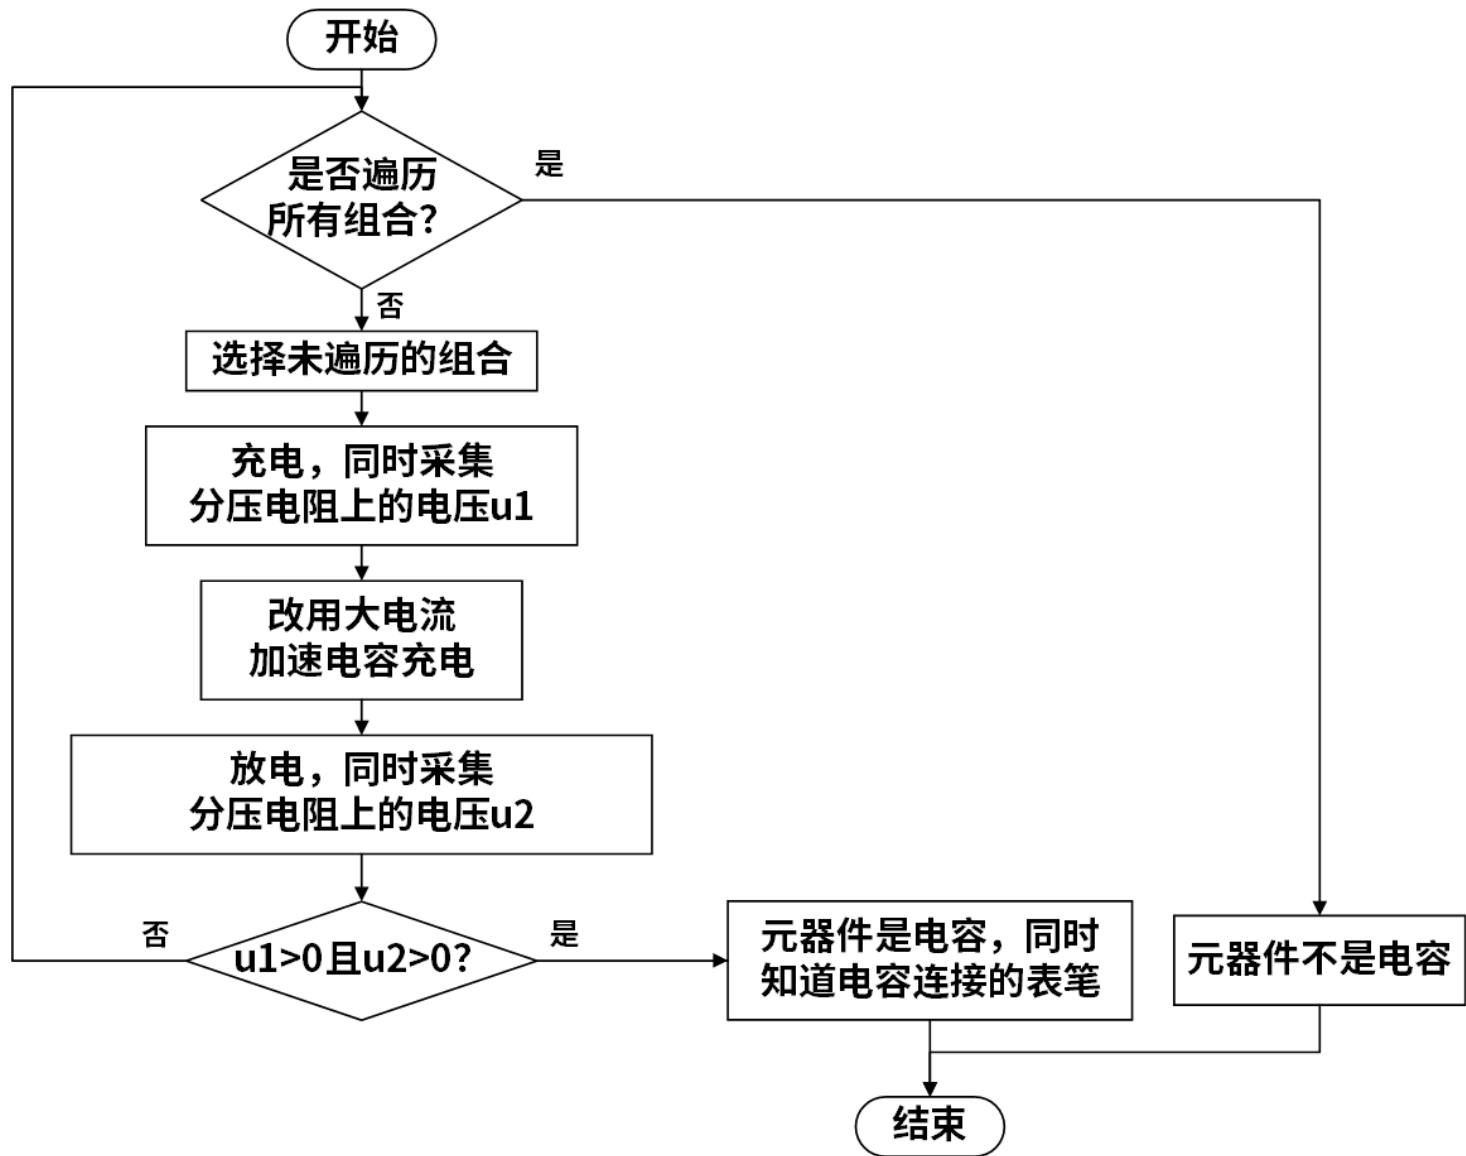 开始
是否遍历
所有组合?
是
否
选择未遍历的组合
充电，同时采集
分压电阻上的电压u1
改用大电流
加速电容充电
放电，同时采集
分压电阻上的电压u2
否
u1>0且u2>0?
是
元器件是电容，同时
知道电容连接的表笔
元器件不是电容
结束